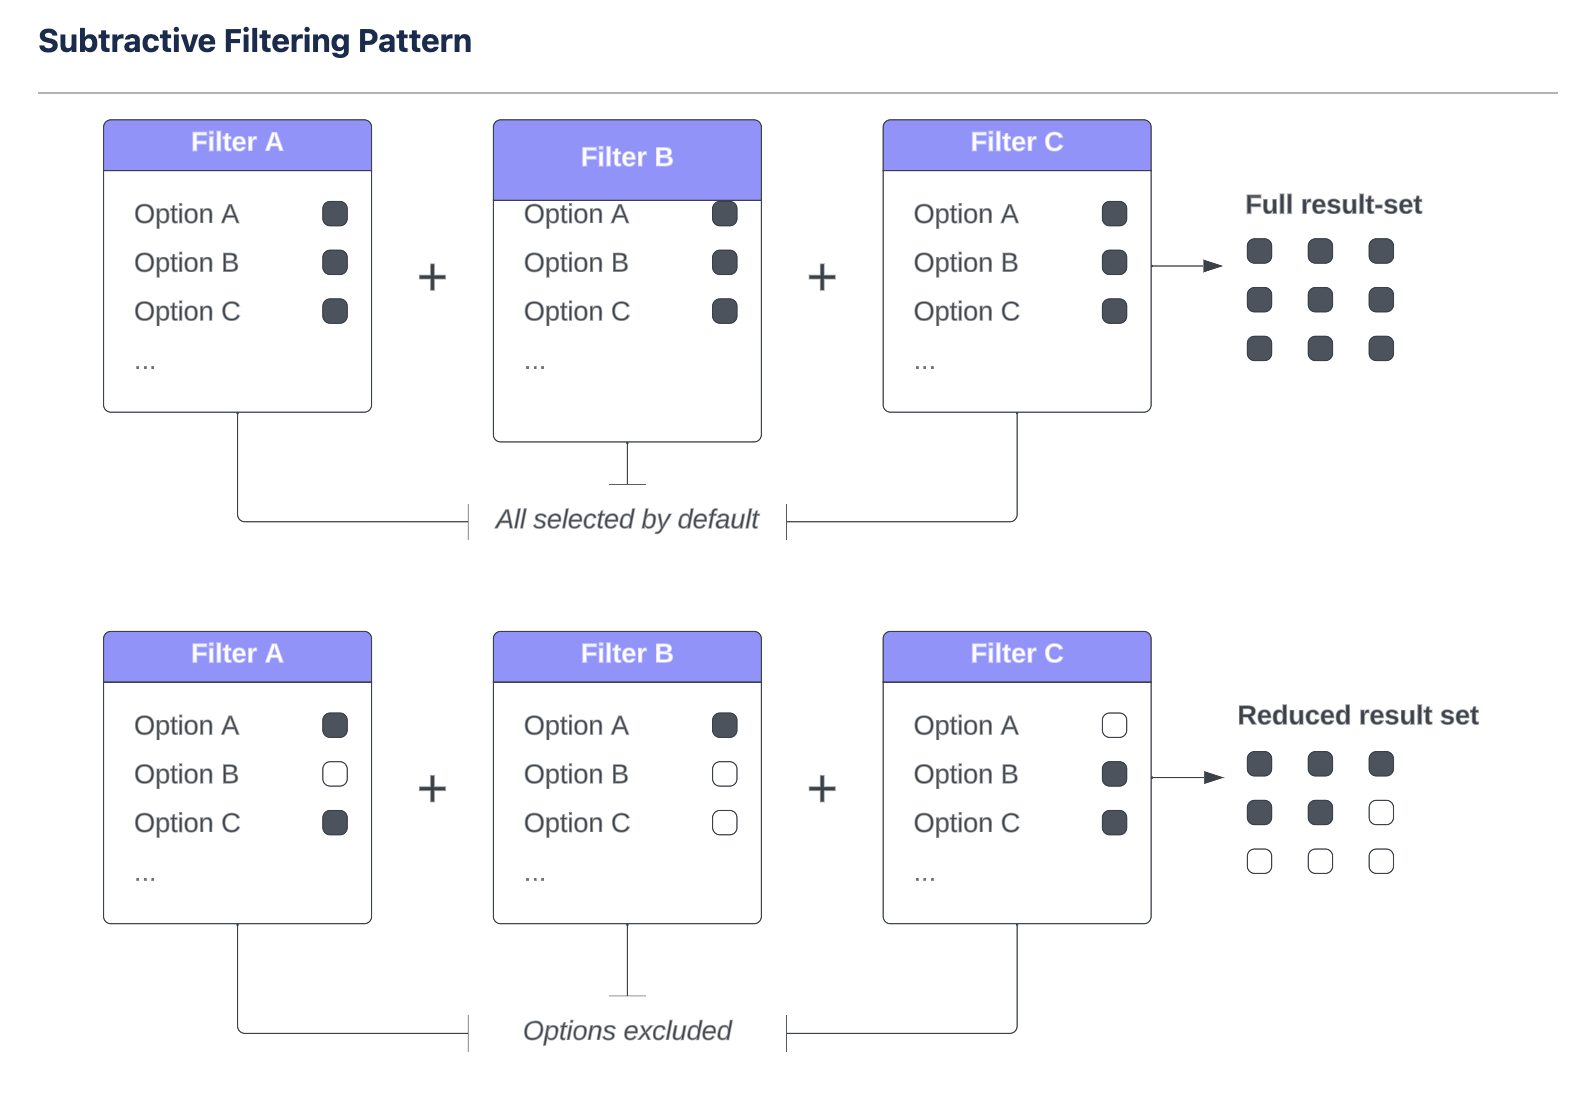 Subtractive Filtering Pattern
Filter A
Option A
Option B
Option C
...
+
Filter B
Option A
Option B
Option C
...
+
Filter C
Option A
Option B
Option C
...
Full result-set
All selected by default
Filter A
Option A
Option B
Option C
...
+
Filter B
Option A
Option B
Option C
...
+
Filter C
Option A
Option B
Option C
...
Reduced result set
Options excluded